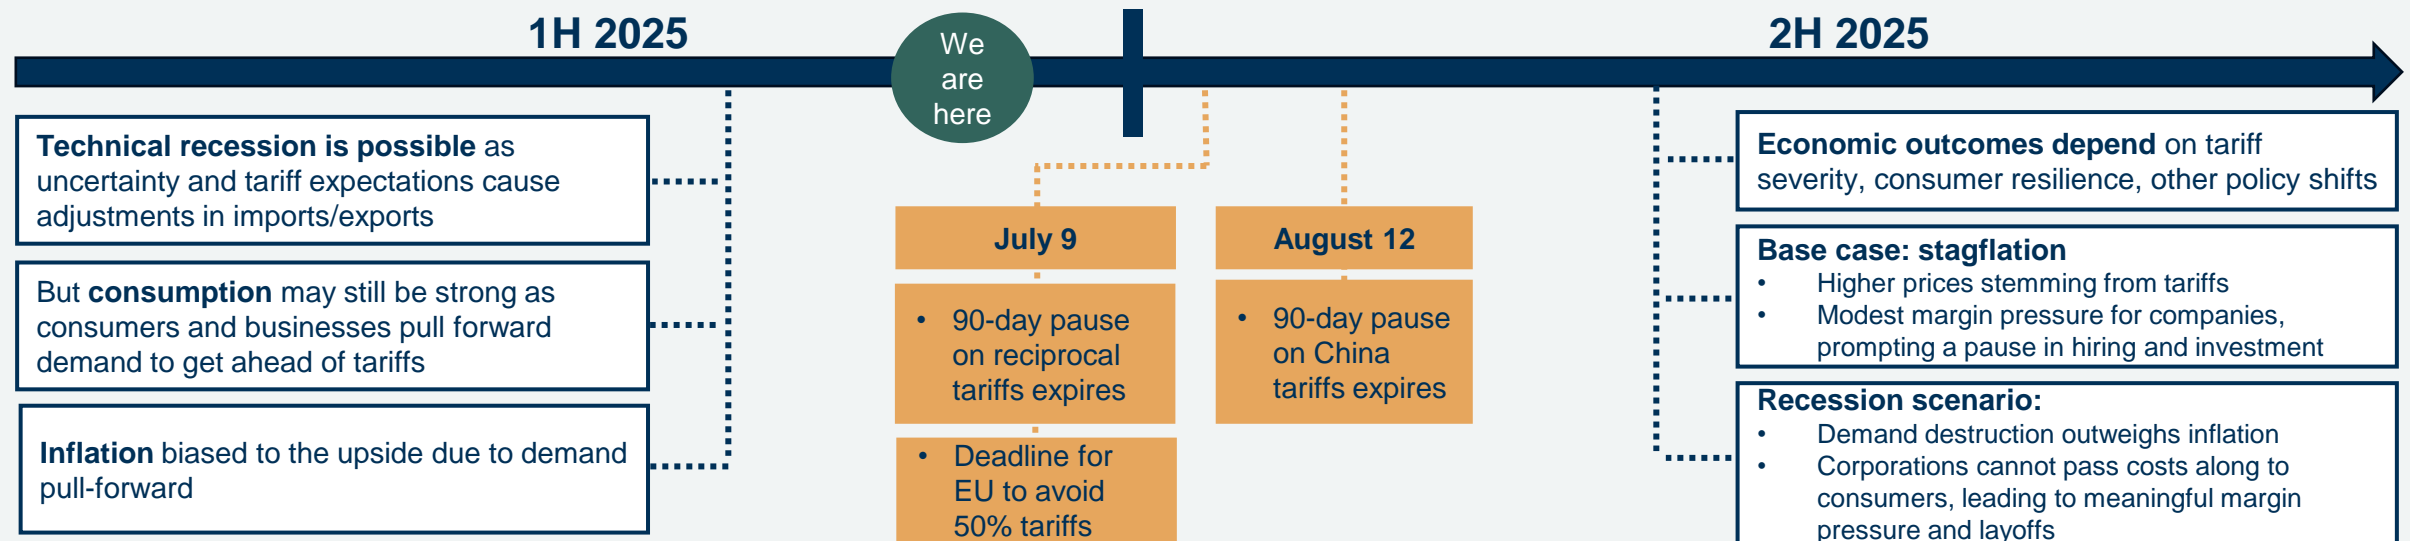 1H 2025
We
are
here
2H 2025
Technical recession is possible as
uncertainty and tariff expectations cause
adjustments in imports/exports
But consumption may still be strong as
consumers and businesses pull forward
demand to get ahead of tariffs
Inflation biased to the upside due to demand
pull-forward
July 9
• 90-day pause
on reciprocal
tariffs expires
• Deadline for
EU to avoid
50% tariffs
August 12
• 90-day pause
on China
tariffs expires
Economic outcomes depend on tariff
severity, consumer resilience, other policy shifts
Base case: stagflation
• Higher prices stemming from tariffs
• Modest margin pressure for companies,
prompting a pause in hiring and investment
Recession scenario:
• Demand destruction outweighs inflation
• Corporations cannot pass costs along to
consumers, leading to meaningful margin
pressure and layoffs